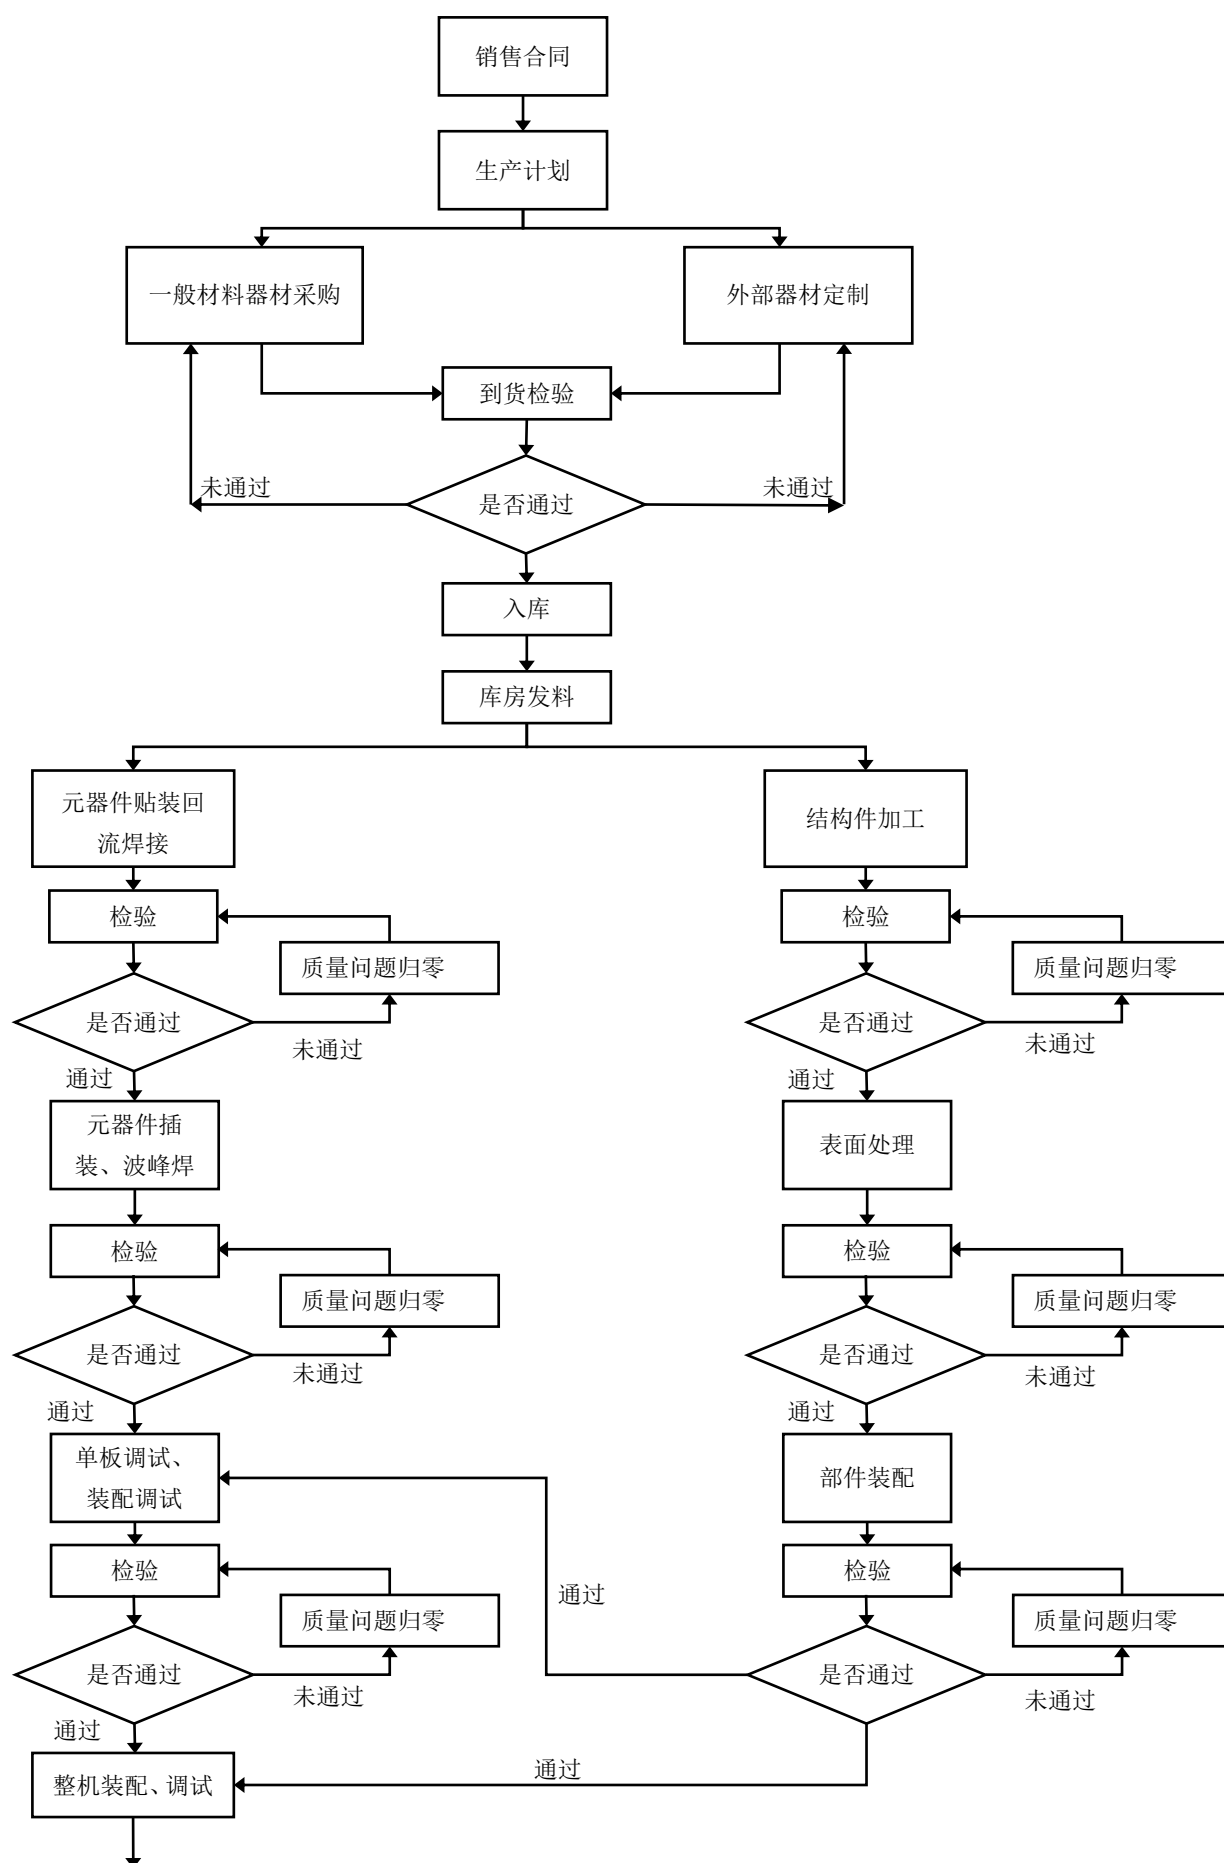 销售合同
生产计划
一般材料器材采购
外部器材定制
到货检验
未通过
是否通过
未通过
入库
库房发料
元器件贴装回
流焊接
结构件加工
检验
质量问题归零
检验
质量问题归零
是否通过
未通过
是否通过
未通过
通过
通过
元器件插
装、波峰焊
表面处理
检验
质量问题归零
检验
质量问题归零
是否通过
未通过
是否通过
未通过
通过
通过
单板调试、
装配调试
部件装配
检验
质量问题归零
通过
检验
质量问题归零
是否通过
未通过
是否通过
未通过
通过
通过
整机装配、调试